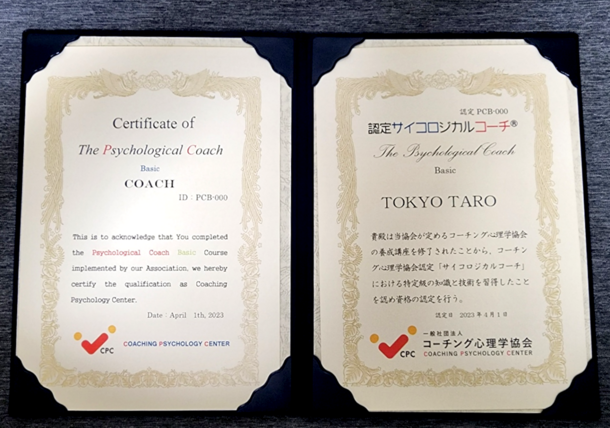 Certificate of
The Psychological Coach
Basic
COACH
ID : PCB-000
This is to acknowledge that You completed
the Psychological Coach Basic Course
implemented by our Association, we hereby
certify the qualification as Coaching
Psychology Center.
Date : April 1th, 2023
CPC
COACHING PSYCHOLOGY CENTER
認定 PCB-000
認定サイコロジカルコーチ®
The Psychological Coach
Basic
TOKYO TARO
貴殿は当協会が定めるコーチング心理学協会
の養成講座を修了されたことから、コーチン
グ心理学協会認定「サイコロジカルコーチ」
における特定級の知識と技術を習得したこと
を認め資格の認定を行う。
認定日 2023年4月1日
CPC
一般社団法人
コーチング心理学協会
COACHING PSYCHOLOGY CENTER